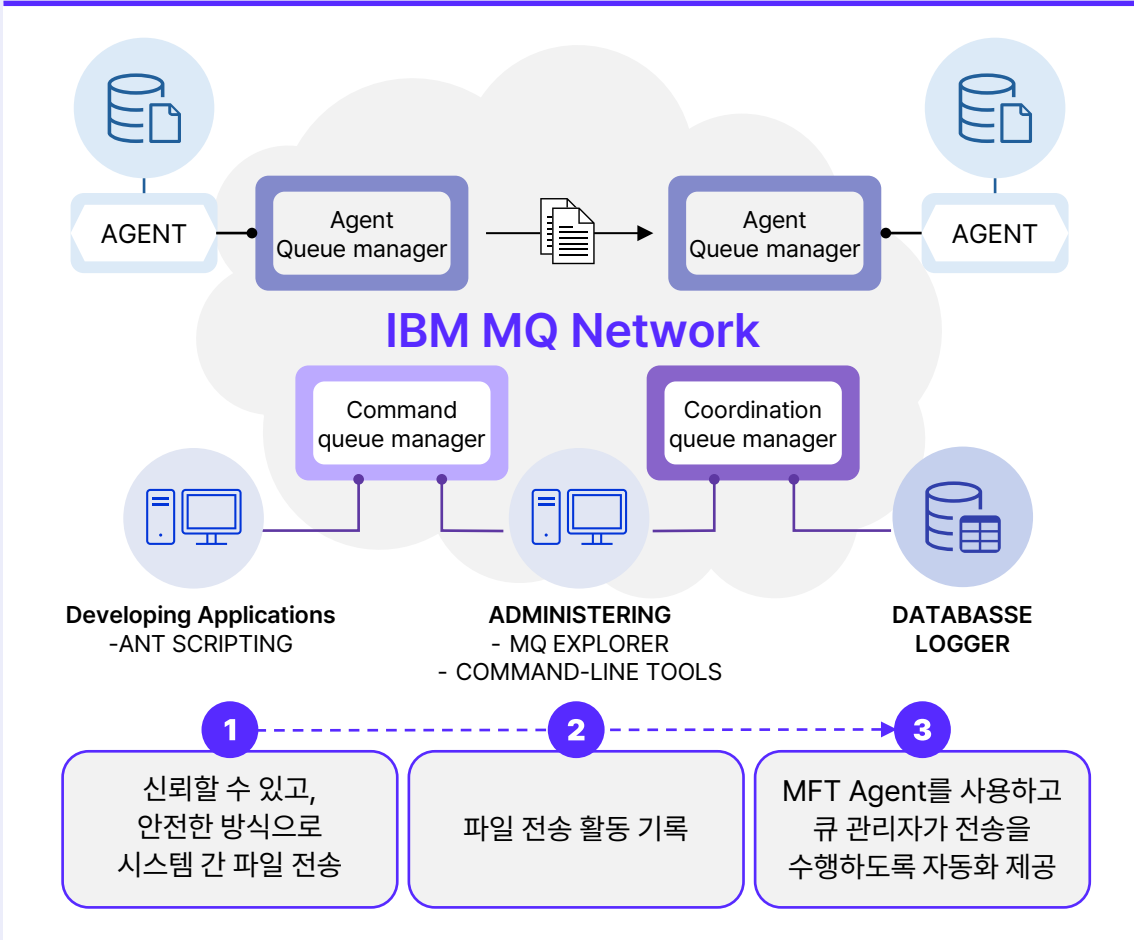 AGENT
Agent
Queue manager
Agent
Queue manager
AGENT
IBM MQ Network
Command
queue manager
Coordination
queue manager
Developing Applications
-ANT SCRIPTING
ADMINISTERING
- MQ EXPLORER
- COMMAND-LINE TOOLS
DATABASSE
LOGGER
1
2
3
신뢰할 수 있고,
안전한 방식으로
시스템 간 파일 전송
파일 전송 활동 기록
MFT Agent를 사용하고
큐 관리자가 전송을
수행하도록 자동화 제공